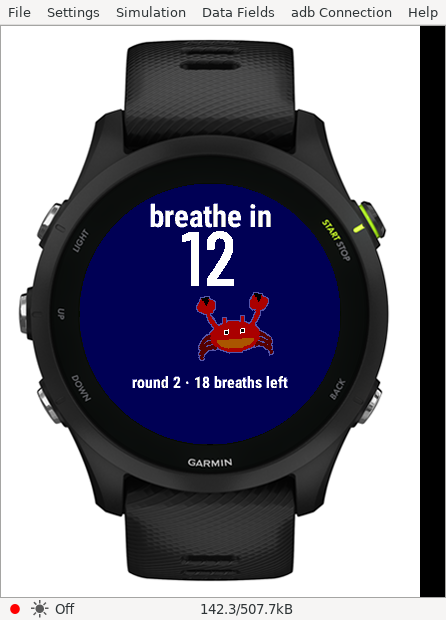 File Settings Simulation Data Fields adb Connection Help
LIGHT
START STOP
breathe in
12
UP
round 2 · 18 breaths left
DOWN
BACK
GARMIN
Off 142.3/507.7kB